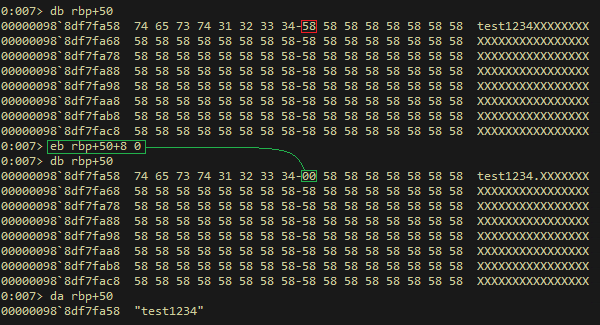 0:007> db rbp+50
00000098`8df7fa58  74 65 73 74 31 32 33 34-58 58 58 58 58 58 58 58  test1234XXXXXXXX
00000098`8df7fa68  58 58 58 58 58 58 58 58-58 58 58 58 58 58 58 58  XXXXXXXXXXXXXXXX
00000098`8df7fa78  58 58 58 58 58 58 58 58-58 58 58 58 58 58 58 58  XXXXXXXXXXXXXXXX
00000098`8df7fa88  58 58 58 58 58 58 58 58-58 58 58 58 58 58 58 58  XXXXXXXXXXXXXXXX
00000098`8df7fa98  58 58 58 58 58 58 58 58-58 58 58 58 58 58 58 58  XXXXXXXXXXXXXXXX
00000098`8df7faa8  58 58 58 58 58 58 58 58-58 58 58 58 58 58 58 58  XXXXXXXXXXXXXXXX
00000098`8df7fab8  58 58 58 58 58 58 58 58-58 58 58 58 58 58 58 58  XXXXXXXXXXXXXXXX
00000098`8df7fac8  58 58 58 58 58 58 58 58-58 58 58 58 58 58 58 58  XXXXXXXXXXXXXXXX
0:007> eb rbp+50+8 0
0:007> db rbp+50
00000098`8df7fa58  74 65 73 74 31 32 33 34-00 58 58 58 58 58 58 58  test1234.XXXXXXX
00000098`8df7fa68  58 58 58 58 58 58 58 58-58 58 58 58 58 58 58 58  XXXXXXXXXXXXXXXX
00000098`8df7fa78  58 58 58 58 58 58 58 58-58 58 58 58 58 58 58 58  XXXXXXXXXXXXXXXX
00000098`8df7fa88  58 58 58 58 58 58 58 58-58 58 58 58 58 58 58 58  XXXXXXXXXXXXXXXX
00000098`8df7fa98  58 58 58 58 58 58 58 58-58 58 58 58 58 58 58 58  XXXXXXXXXXXXXXXX
00000098`8df7faa8  58 58 58 58 58 58 58 58-58 58 58 58 58 58 58 58  XXXXXXXXXXXXXXXX
00000098`8df7fab8  58 58 58 58 58 58 58 58-58 58 58 58 58 58 58 58  XXXXXXXXXXXXXXXX
00000098`8df7fac8  58 58 58 58 58 58 58 58-58 58 58 58 58 58 58 58  XXXXXXXXXXXXXXXX
0:007> da rbp+50
00000098`8df7fa58  "test1234"